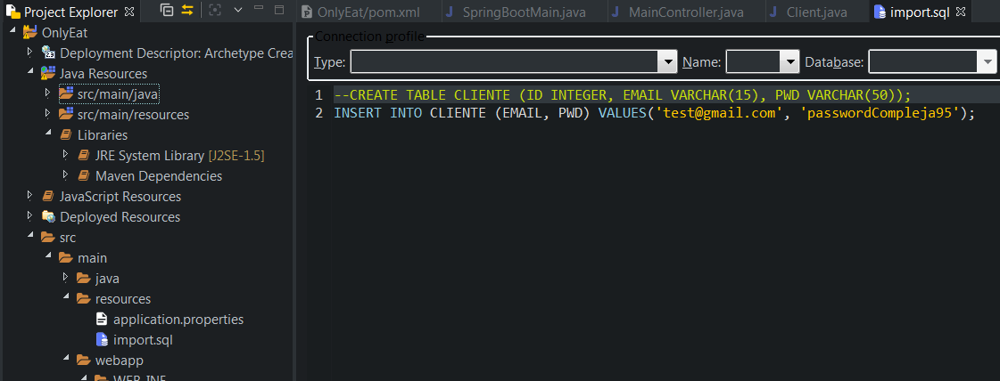 Project Explorer
OnlyEat
Deployment Descriptor: Archetype Crea
Java Resources
src/main/java
src/main/resources
Libraries
JRE System Library [J2SE-1.5]
Maven Dependencies
JavaScript Resources
Deployed Resources
src
main
java
resources
application.properties
import.sql
webapp
WEB-INF
OnlyEat/pom.xml SpringBootMain.java MainController.java Client.java import.sql
Connection profile
Type: Name: Database:
1 --CREATE TABLE CLIENTE (ID INTEGER, EMAIL VARCHAR(15), PWD VARCHAR(50));
2 INSERT INTO CLIENTE (EMAIL, PWD) VALUES('test@gmail.com', 'passwordCompleja95');